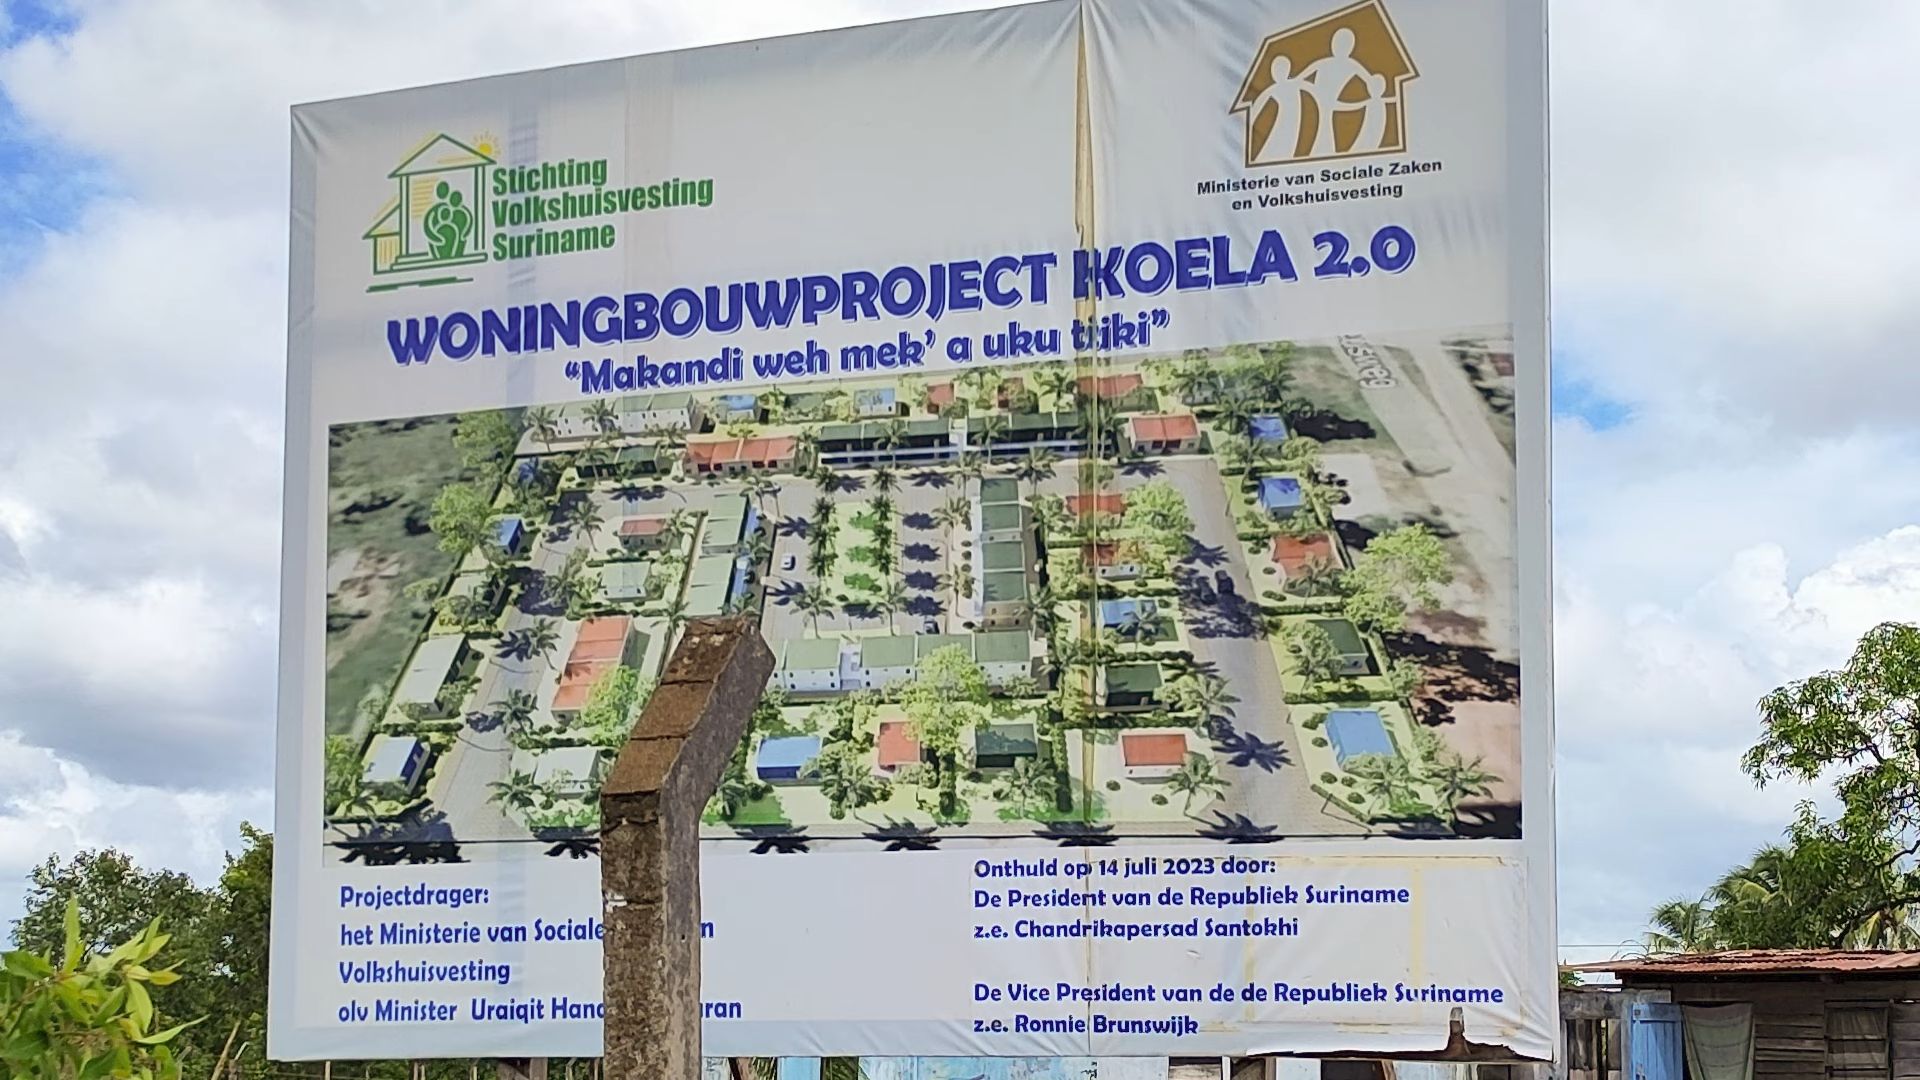 Stichting
Volkshuisvesting
Suriname
Ministerie van Sociale Zaken
en Volkshuisvesting
WONINGBOUWPROJECT KOELA 2.0
“Makandi weh mek’ a uku tiki”
Projectdrager:
het Ministerie van Sociale
Volkshuisvesting
olv Minister Uraiqit
Onthuld op 14 juli 2023 door:
De President van de Republiek Suriname
z.e. Chandrikapersad Santokhi
De Vice President van de de Republiek Suriname
z.e. Ronnie Brunswijk